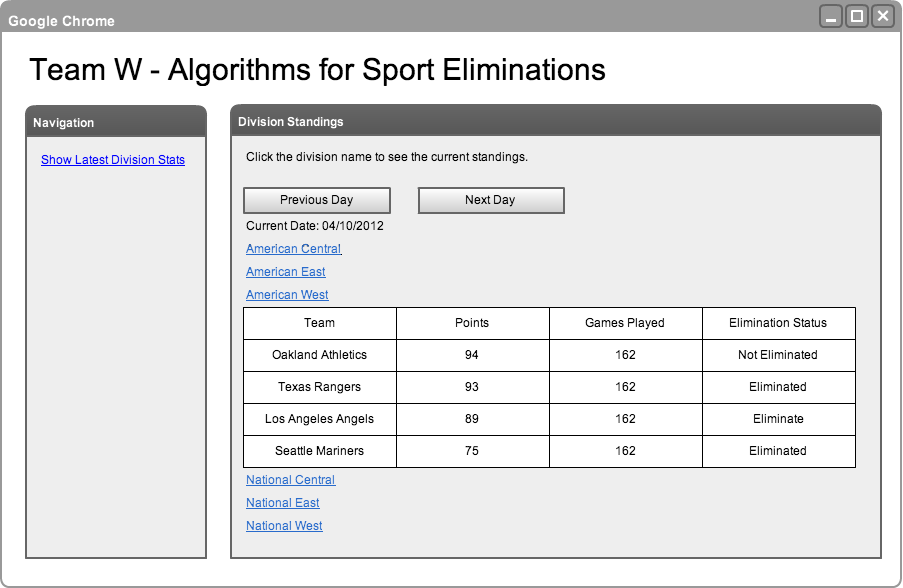 Google Chrome
Team W - Algorithms for Sport Eliminations
Navigation
Show Latest Division Stats
Division Standings
Click the division name to see the current standings.
Previous Day Next Day
Current Date: 04/10/2012
American Central
American East
American West
Team Points Games Played Elimination Status
Oakland Athletics 94 162 Not Eliminated
Texas Rangers 93 162 Eliminated
Los Angeles Angels 89 162 Eliminate
Seattle Mariners 75 162 Eliminated
National Central
National East
National West